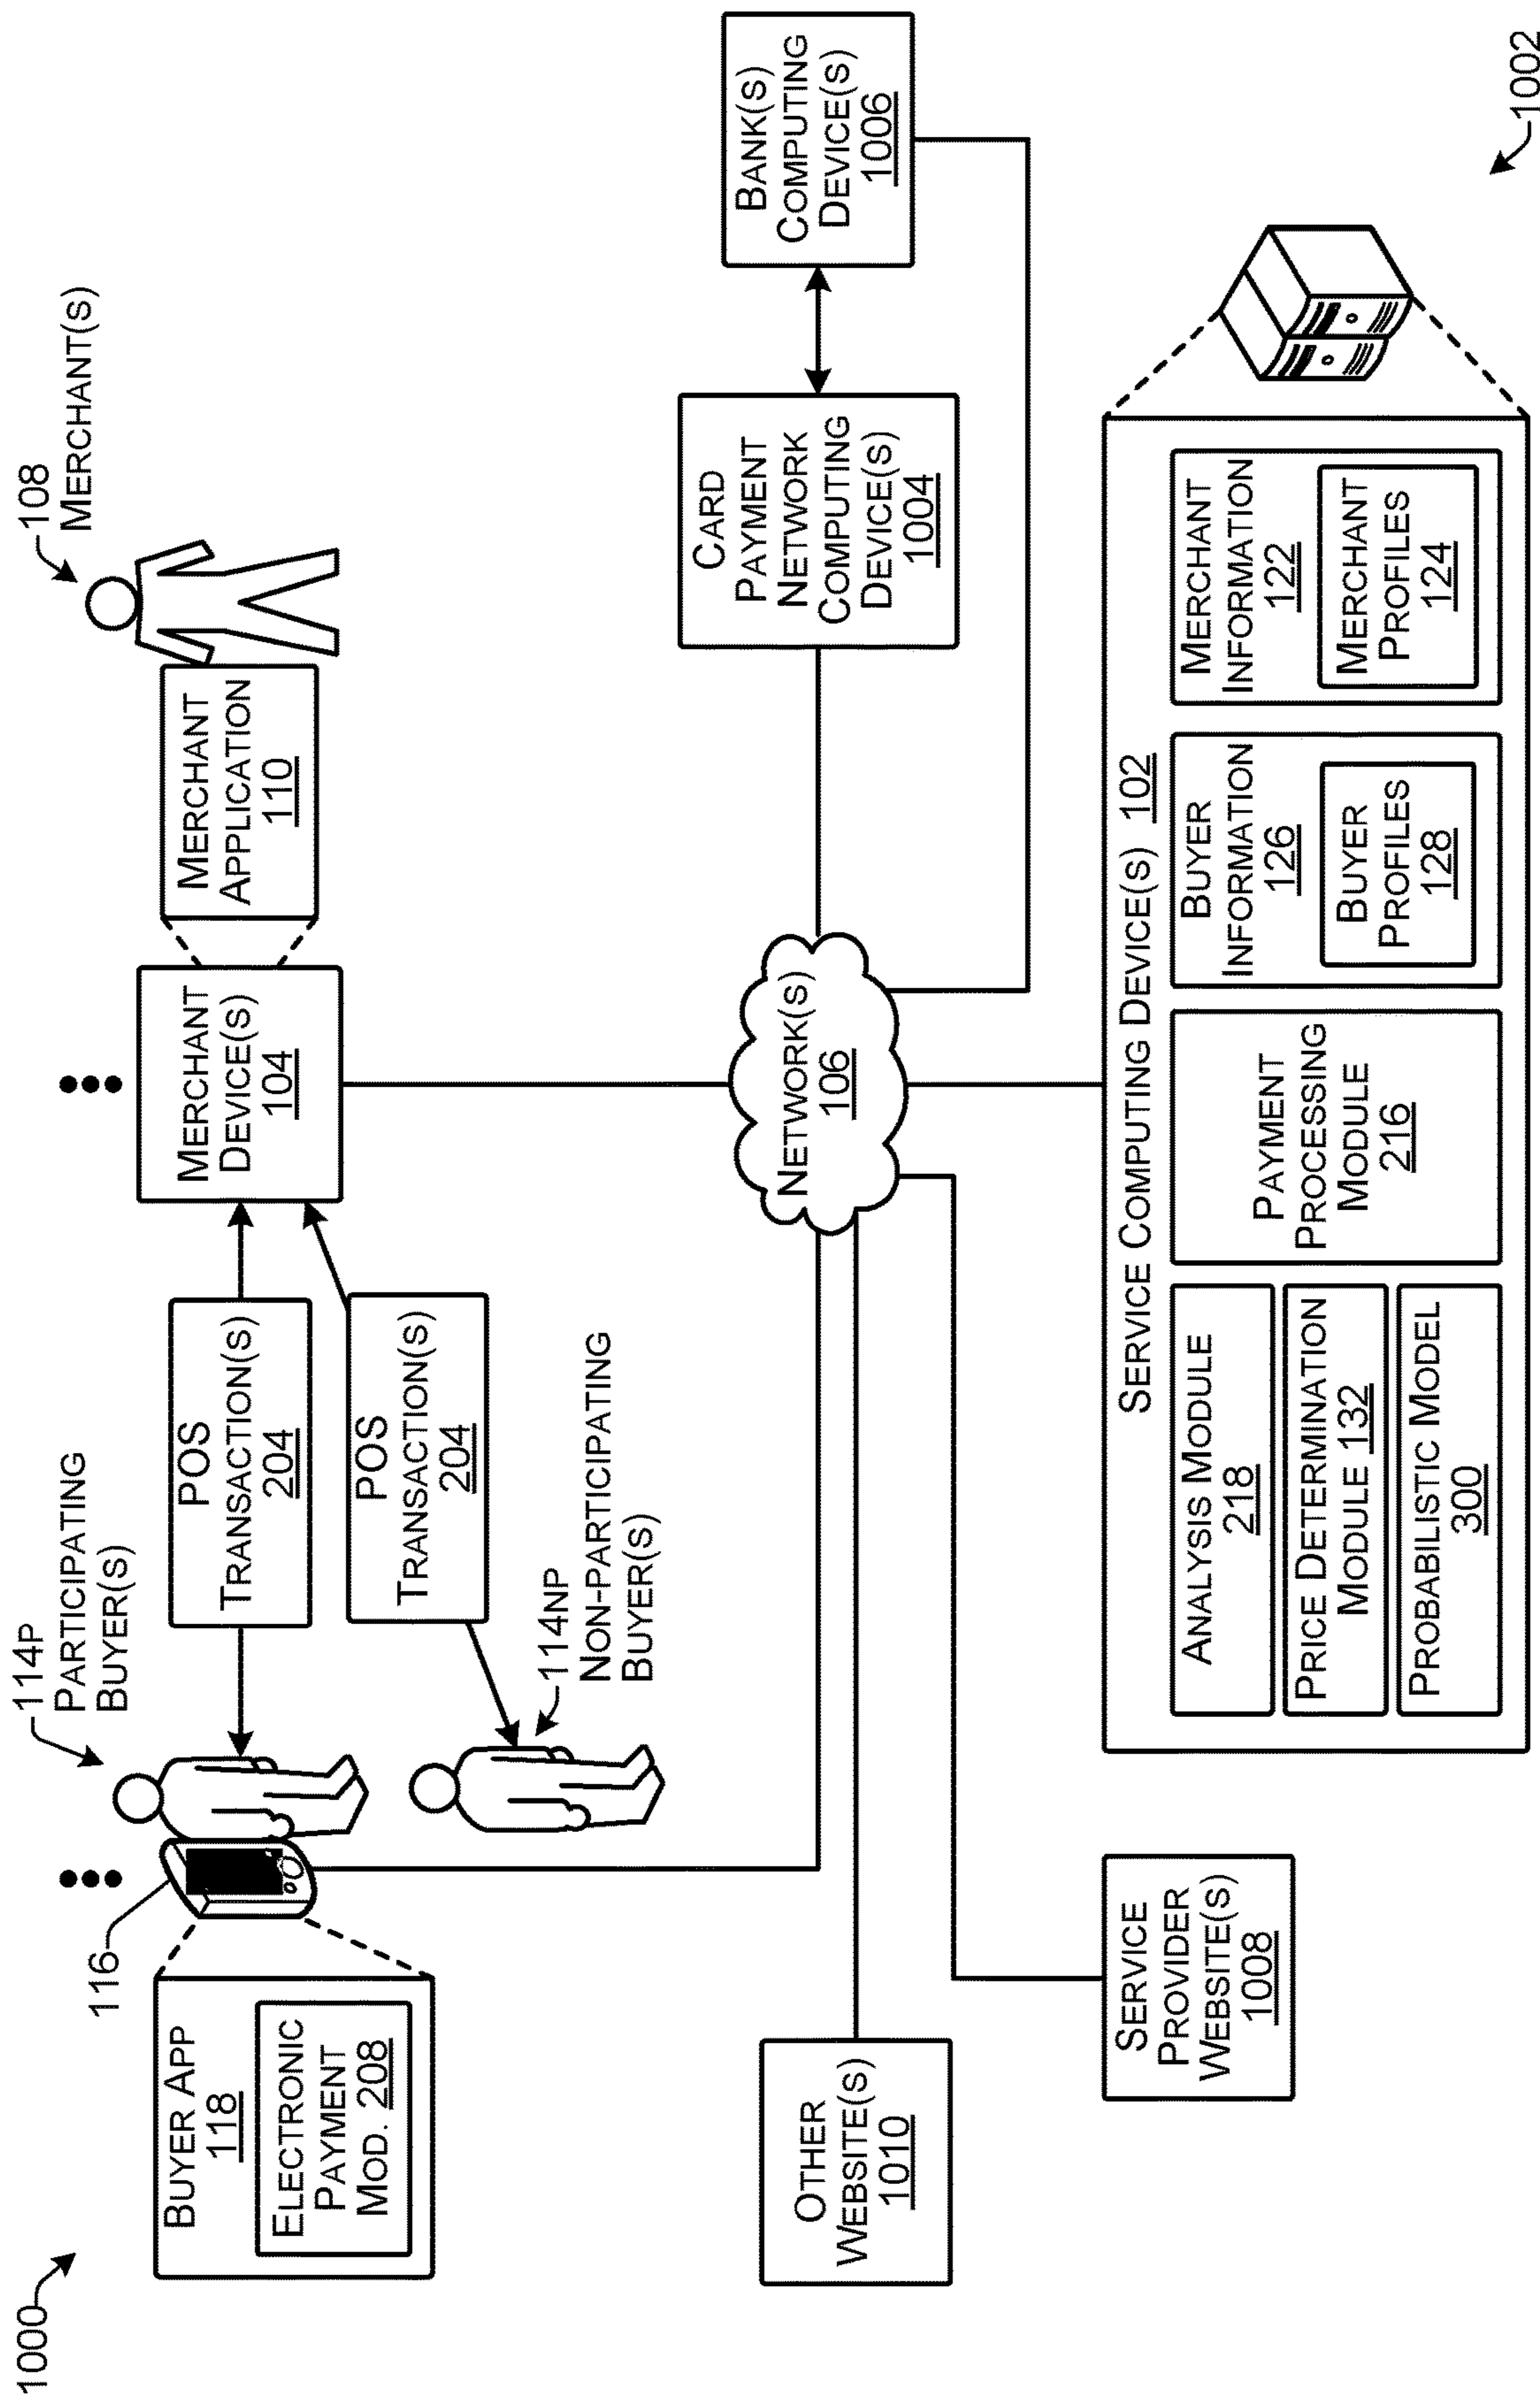 1000
116
114P
PARTICIPATING
BUYER(S)
108
MERCHANT(S)
BUYER APP
118
ELECTRONIC
PAYMENT
MOD. 208
POS
TRANSACTION(S)
204
MERCHANT
DEVICE(S)
104
MERCHANT
APPLICATION
110
POS
TRANSACTION(S)
204
114NP
NON-PARTICIPATING
BUYER(S)
OTHER
WEBSITE(S)
1010
NETWORK(S)
106
CARD
PAYMENT
NETWORK
COMPUTING
DEVICE(S)
1004
BANK(S)
COMPUTING
DEVICE(S)
1006
SERVICE
PROVIDER
WEBSITE(S)
1008
SERVICE COMPUTING DEVICE(S) 102
ANALYSIS MODULE
218
PRICE DETERMINATION
MODULE 132
PROBABILISTIC MODEL
300
PAYMENT
PROCESSING
MODULE
216
BUYER
INFORMATION
126
BUYER
PROFILES
128
MERCHANT
INFORMATION
122
MERCHANT
PROFILES
124
1002